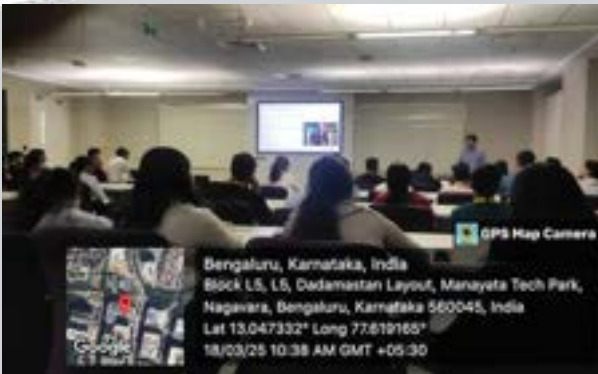 GPS Map Camera
Bengaluru, Karnataka, India
Block L5, L5, Dadamastan Layout, Manayata Tech Park,
Nagavara, Bengaluru, Karnataka 560045, India
Lat 13.047332° Long 77.619165°
18/03/25 10:38 AM GMT +05:30
Google